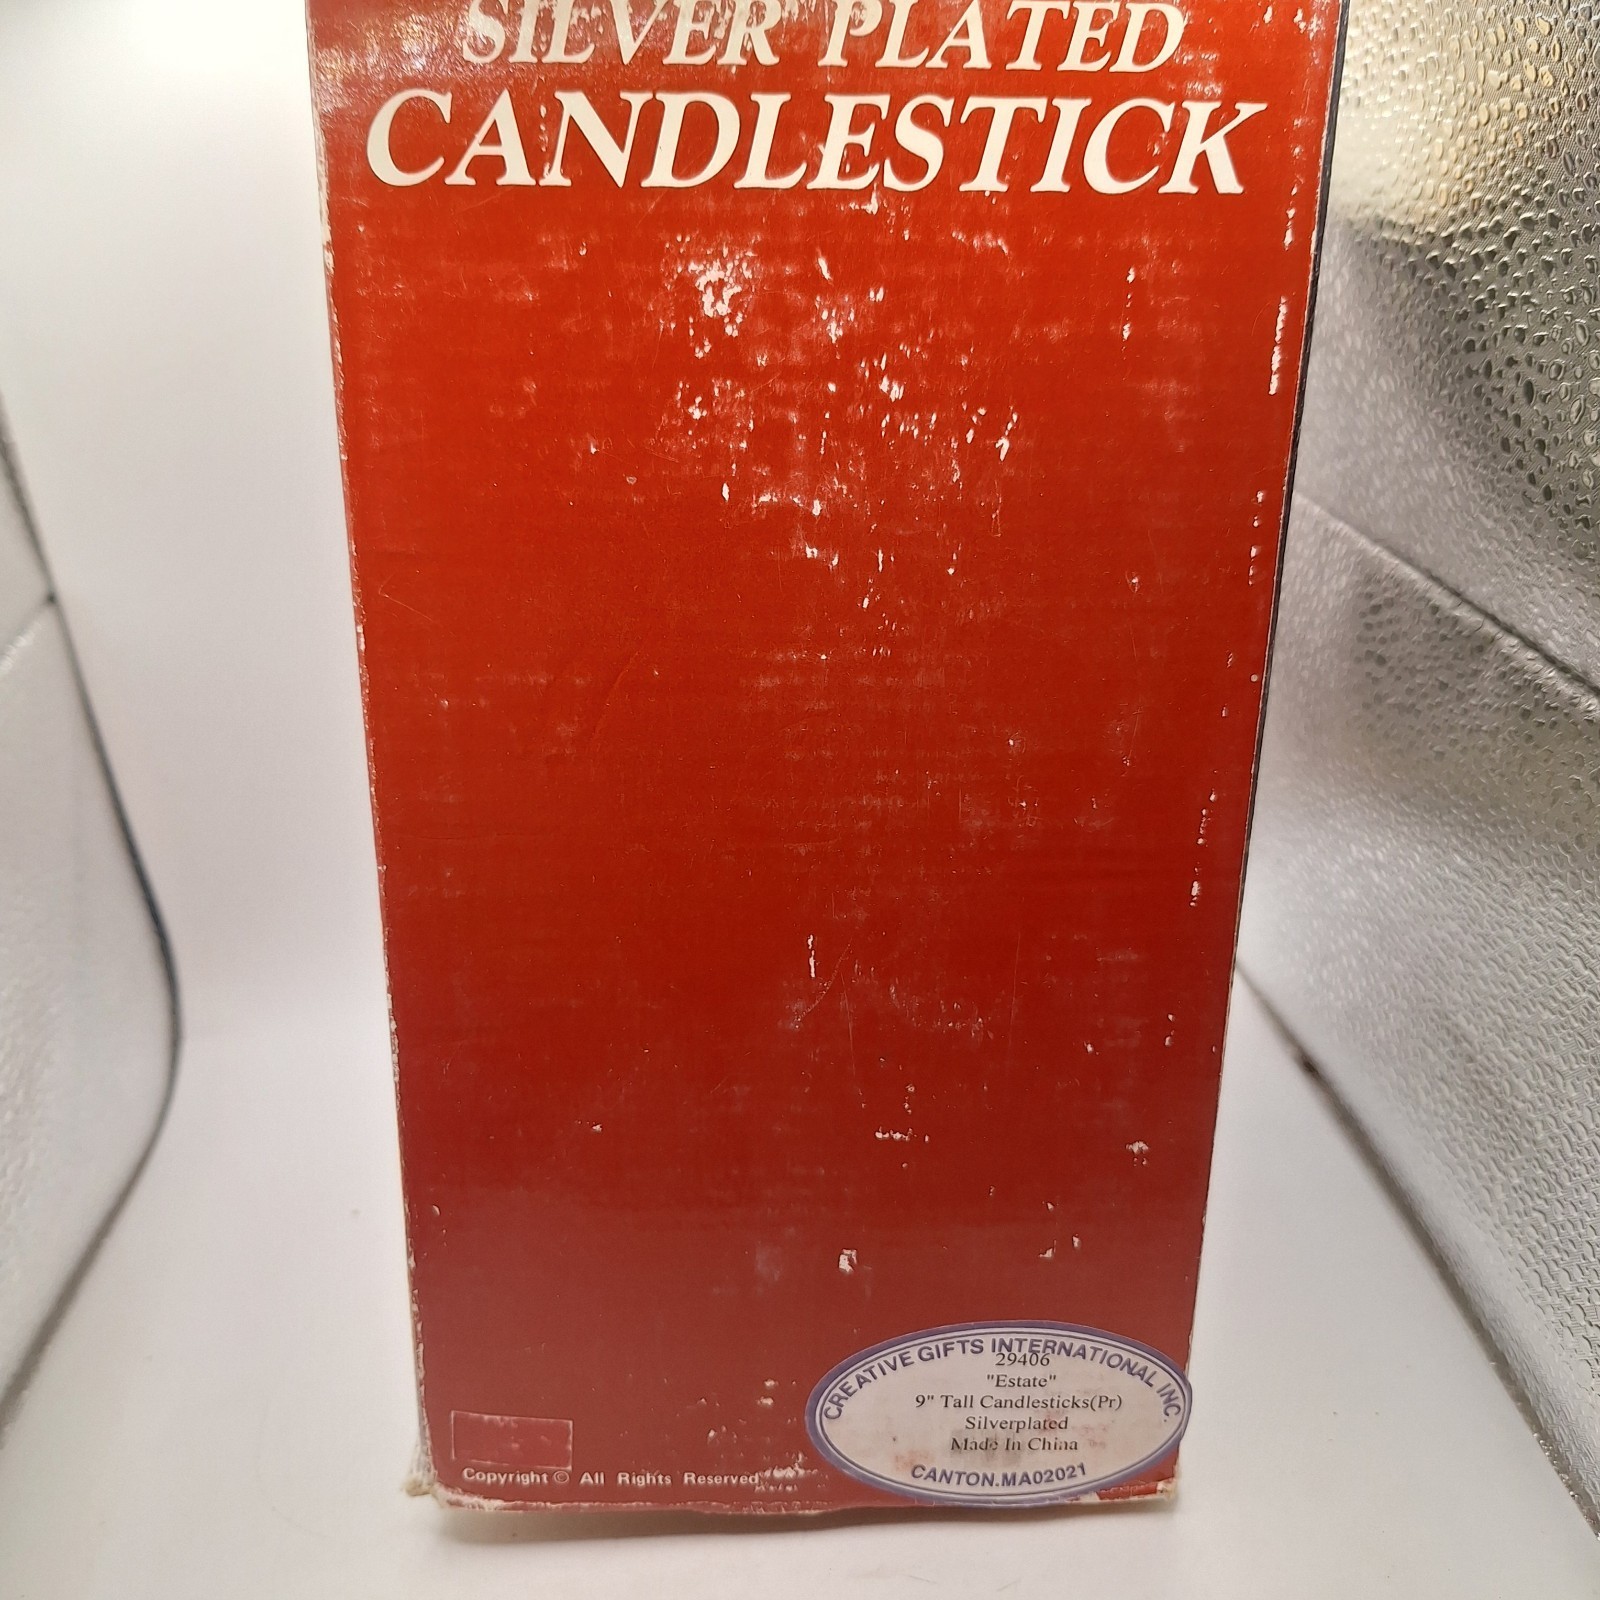 SILVER PLATED
CANDLESTICK
CREATIVE GIFTS INTERNATIONAL INC.
29406
"Estate"
9" Tall Candlesticks(Pr)
Silverplated
Made In China
CANTON.MA02021
Copyright © All Rights Reserved